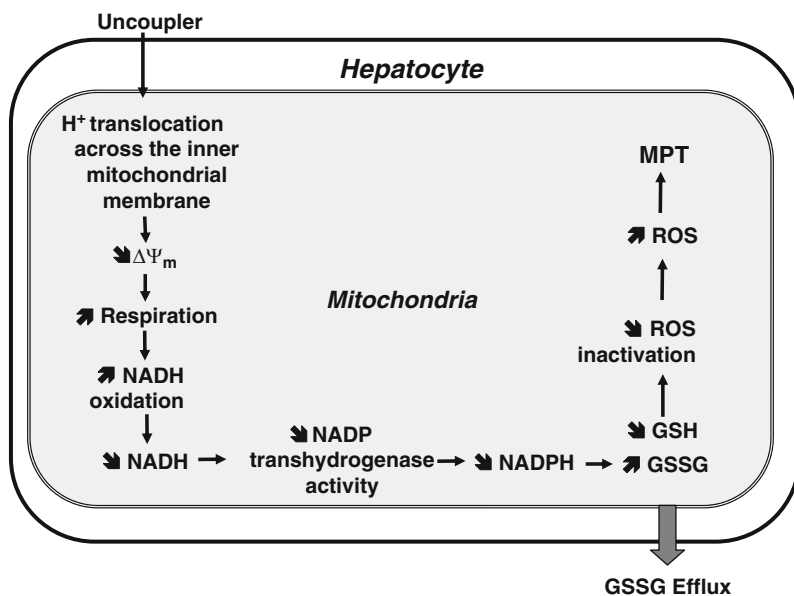 Uncoupler
Hepatocyte
H+ translocation
across the inner
mitochondrial
membrane
ΔΨm
Respiration
NADH
oxidation
NADH
NADP
transhydrogenase
activity
NADPH
GSH
GSSG
ROS
inactivation
ROS
MPT
Mitochondria
GSSG Efflux